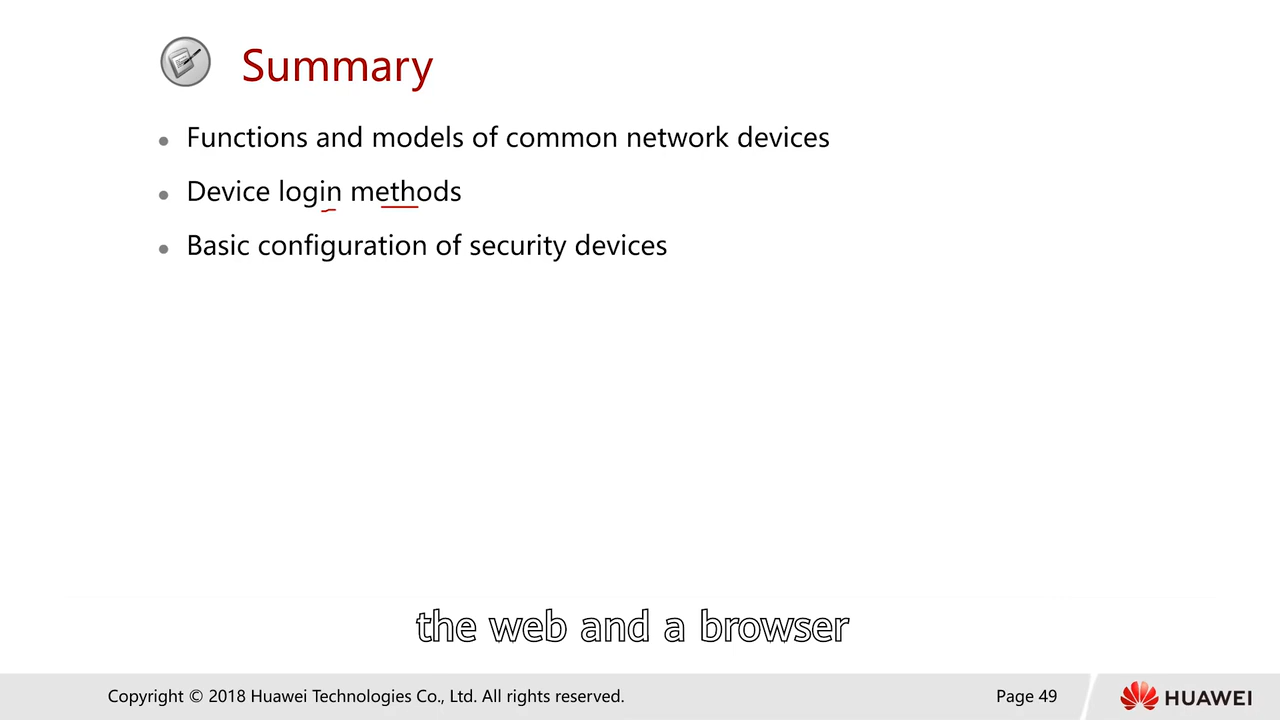 Summary
Functions and models of common network devices
Device login methods
Basic configuration of security devices
the web and a browser
Copyright © 2018 Huawei Technologies Co., Ltd. All rights reserved.
Page 49
HUAWEI